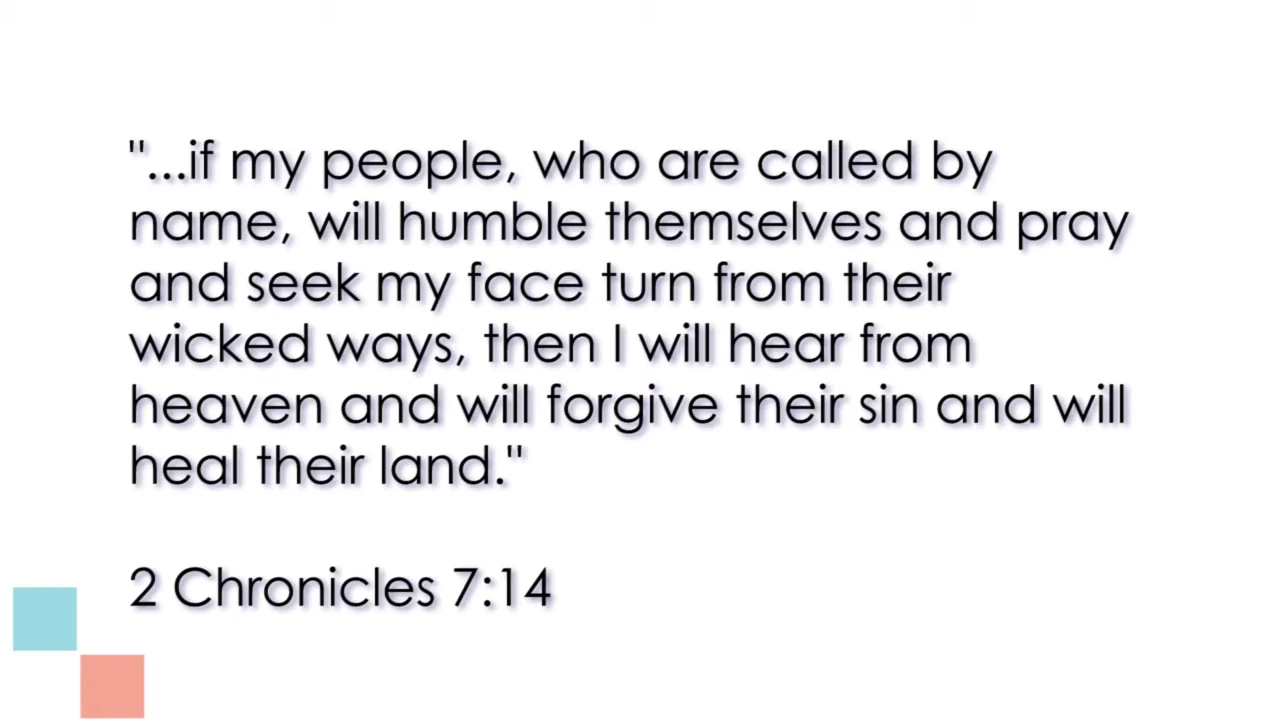 "...if my people, who are called by
name, will humble themselves and pray
and seek my face turn from their
wicked ways, then I will hear from
heaven and will forgive their sin and will
heal their land."
2 Chronicles 7:14